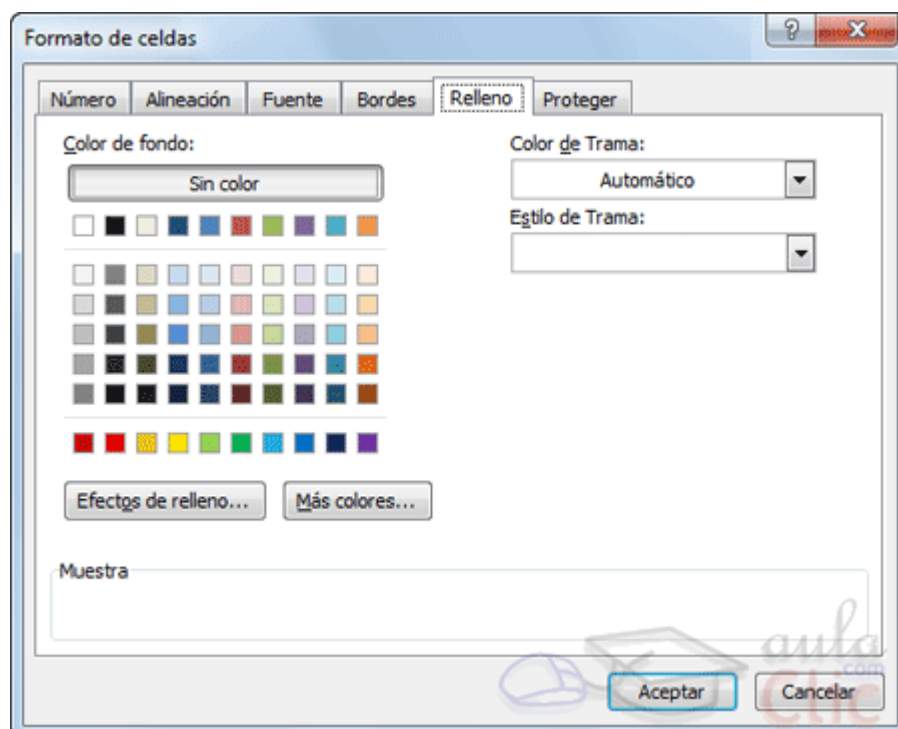 Formato de celdas
Número Alineación Fuente Bordes Relleno Proteger
Color de fondo:
Sin color
Color de Trama:
Automático
Estilo de Trama:
Efectos de relleno...
Más colores...
Muestra
aula
.com
Clic
Aceptar
Cancelar